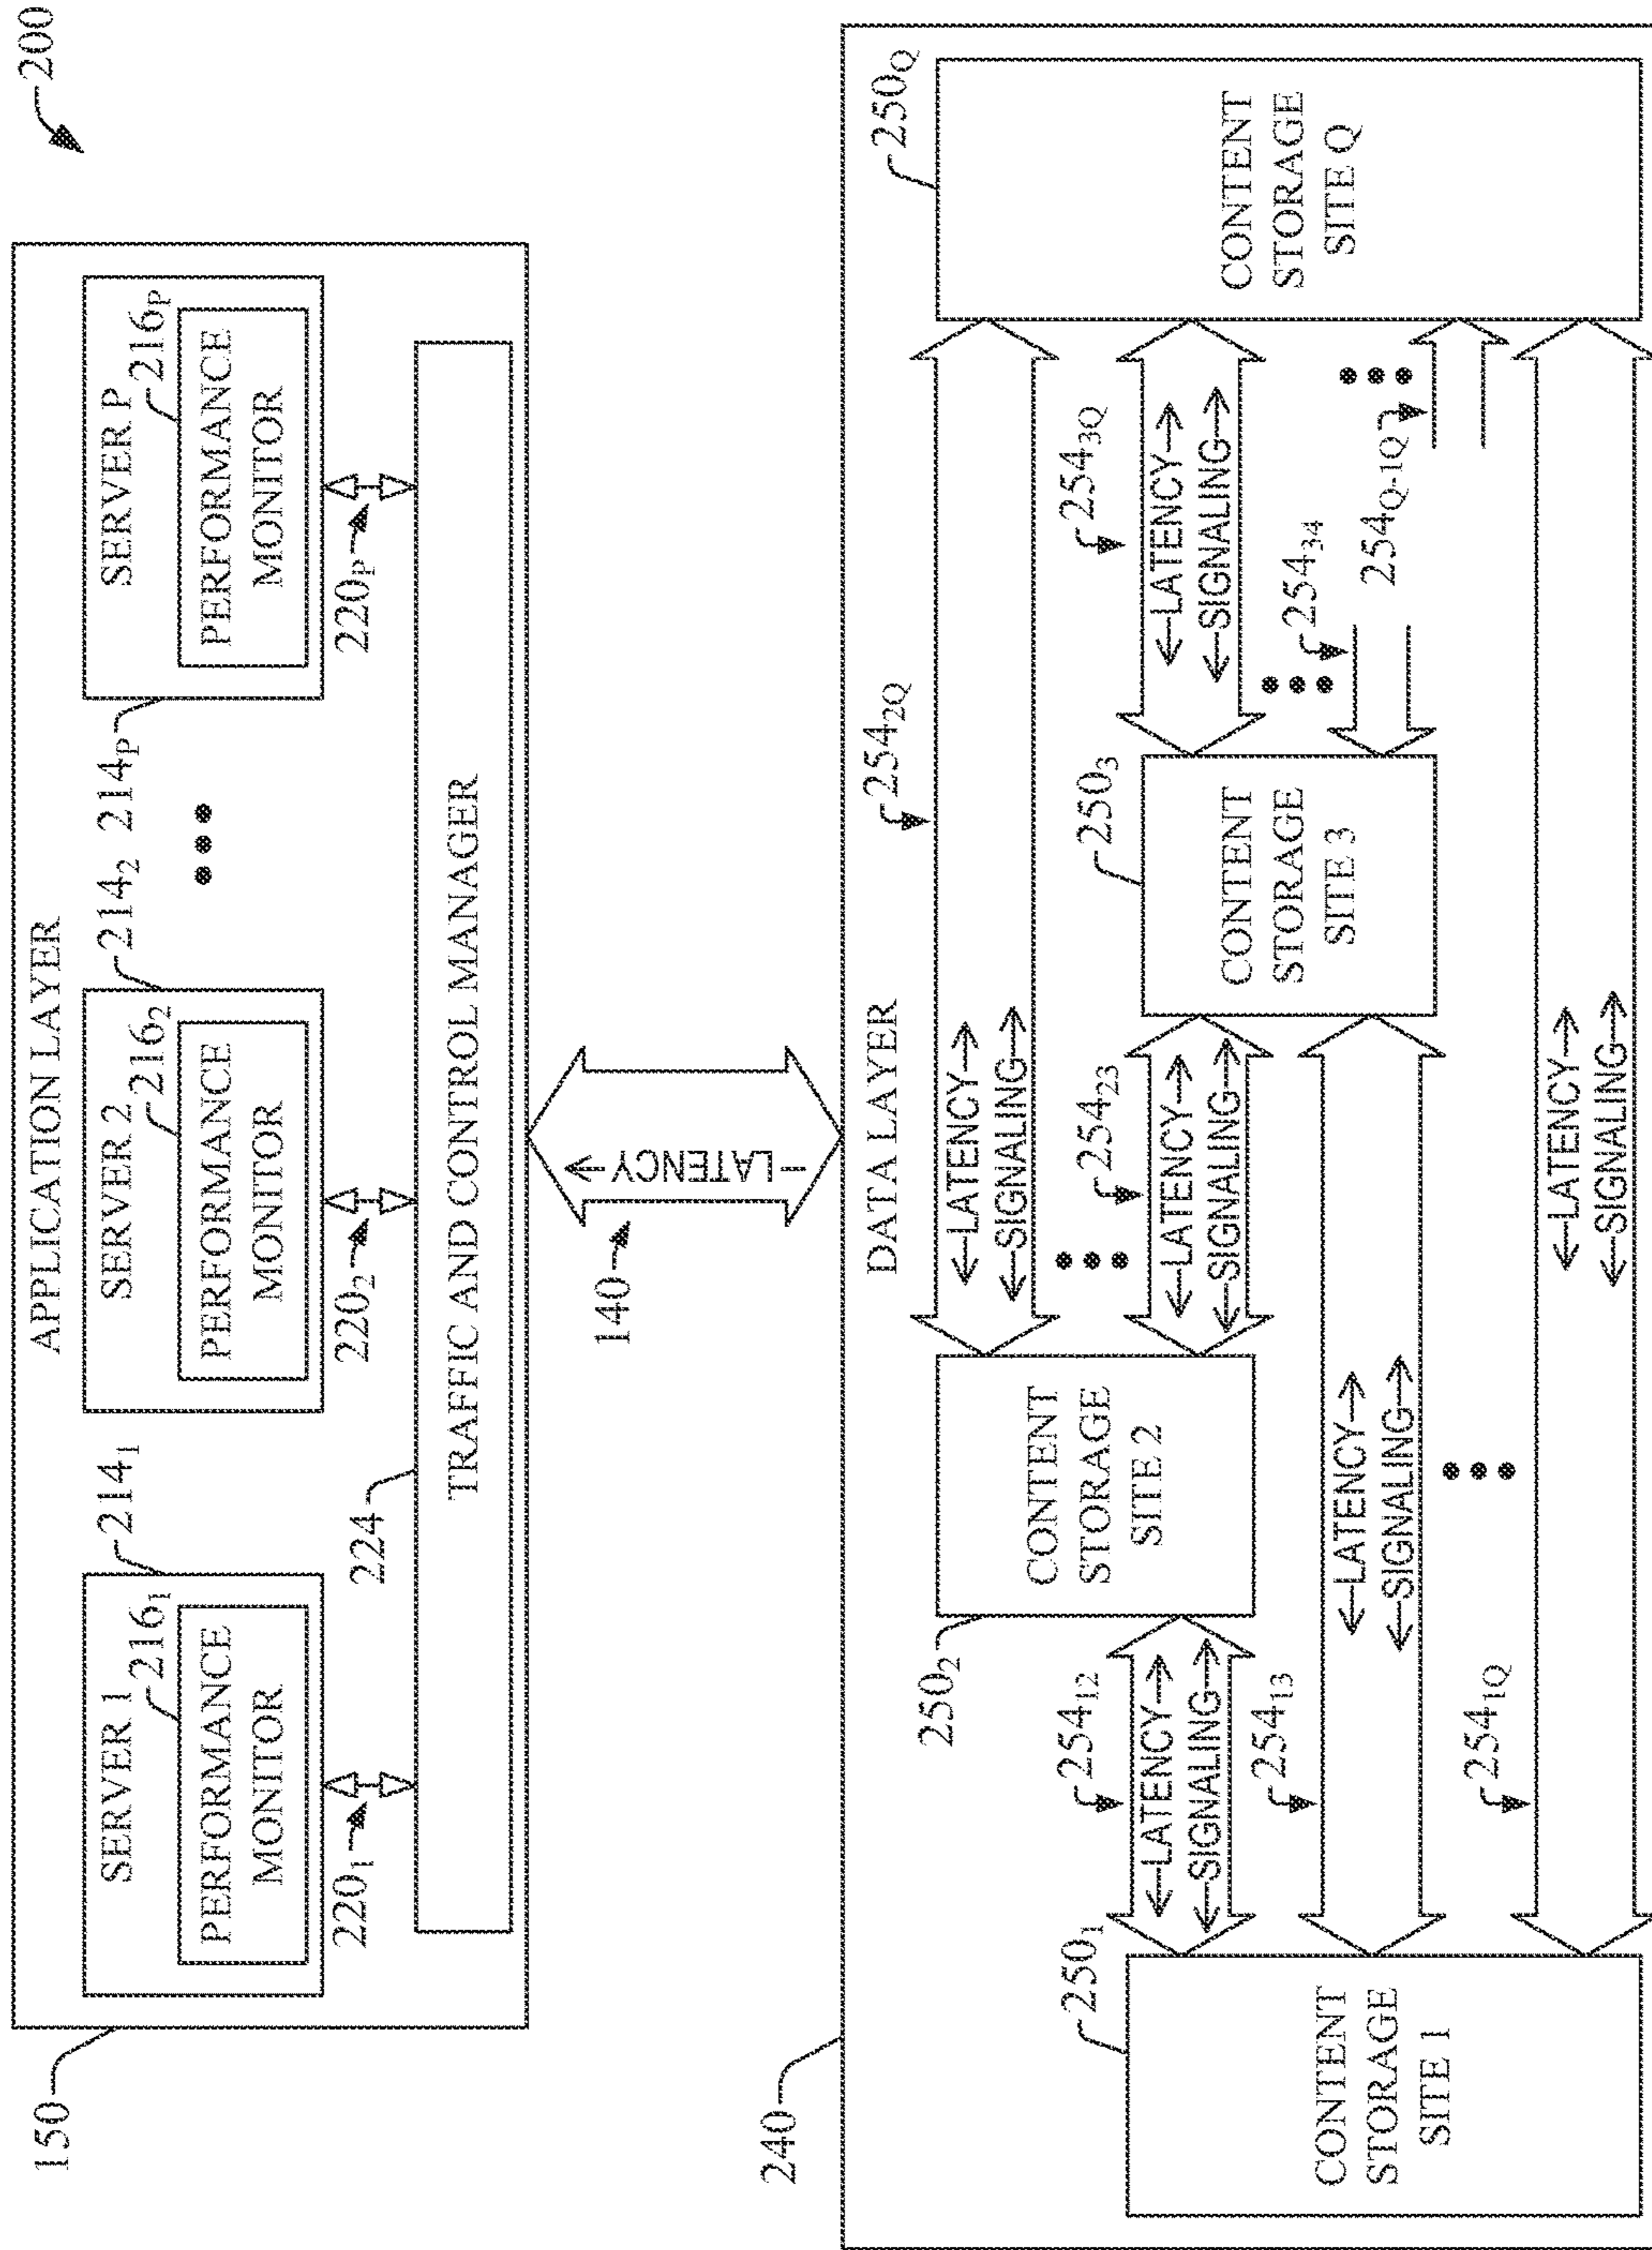 200
150
APPLICATION LAYER
SERVER 1
216₁
PERFORMANCE
MONITOR
214₁
220₁
SERVER 2
216₂
PERFORMANCE
MONITOR
214₂
220₂
•••
SERVER P
216P
PERFORMANCE
MONITOR
214P
220P
224
TRAFFIC AND CONTROL MANAGER
140
LATENCY
240
DATA LAYER
250₁
CONTENT
STORAGE
SITE 1
250₂
CONTENT
STORAGE
SITE 2
250₃
CONTENT
STORAGE
SITE 3
250Q
CONTENT
STORAGE
SITE Q
254₂Q
LATENCY
SIGNALING
•••
254₁₂
LATENCY
SIGNALING
254₂₃
LATENCY
SIGNALING
254₃Q
LATENCY
SIGNALING
•••
254₃₄
254Q-1Q
•••
254₁₃
LATENCY
SIGNALING
•••
254₁Q
LATENCY
SIGNALING